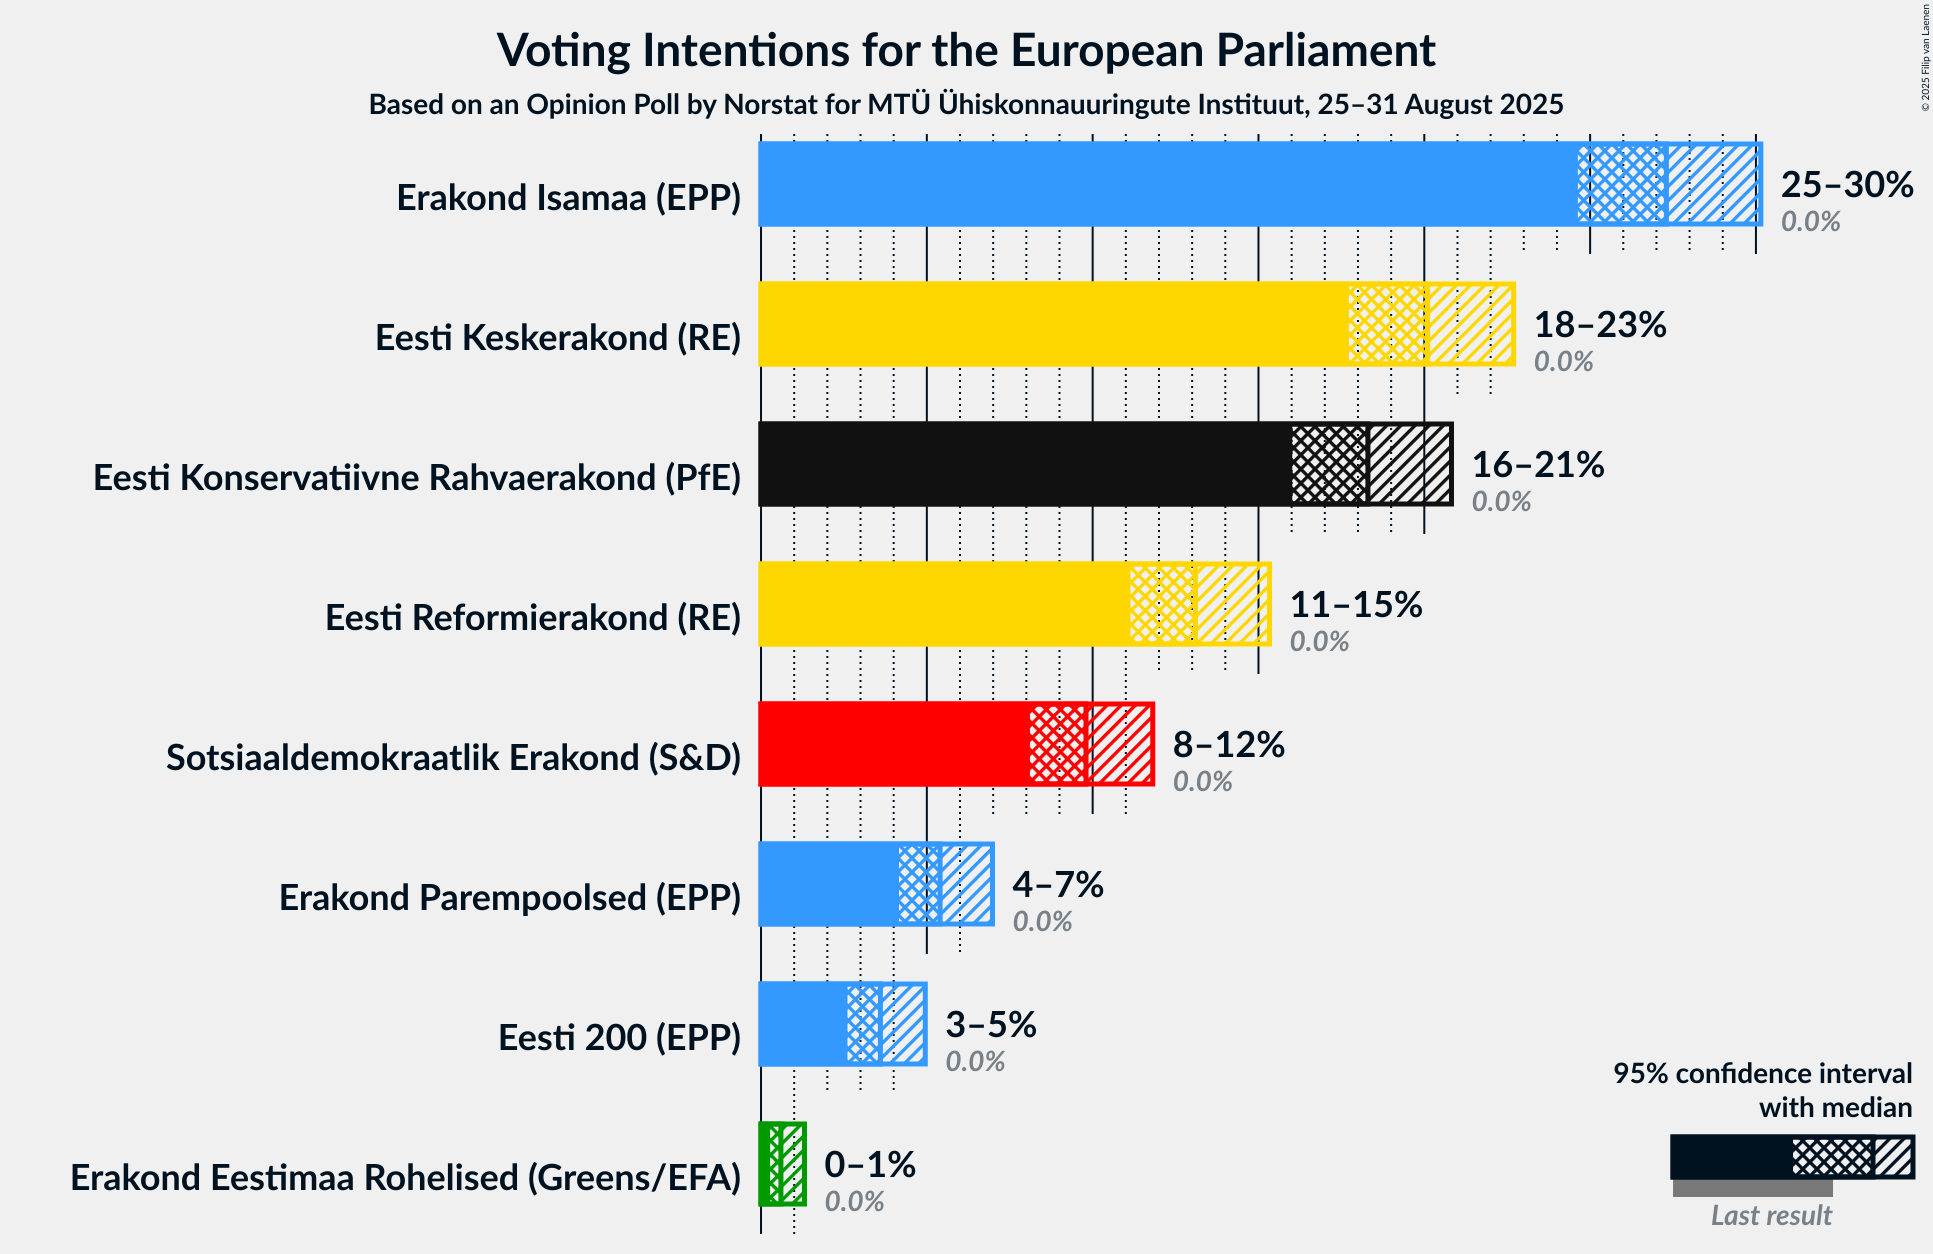 Voting Intentions for the European Parliament
Based on an Opinion Poll by Norstat for MTÜ Ühiskonnauuringute Instituut, 25–31 August 2025
© 2025 Filip van Laenen
Erakond Isamaa (EPP)
25–30%
0.0%
Eesti Keskerakond (RE)
18–23%
0.0%
Eesti Konservatiivne Rahvaerakond (PfE)
16–21%
0.0%
Eesti Reformierakond (RE)
11–15%
0.0%
Sotsiaaldemokraatlik Erakond (S&D)
8–12%
0.0%
Erakond Parempoolsed (EPP)
4–7%
0.0%
Eesti 200 (EPP)
3–5%
0.0%
Erakond Eestimaa Rohelised (Greens/EFA)
0–1%
0.0%
95% confidence interval
with median
Last result